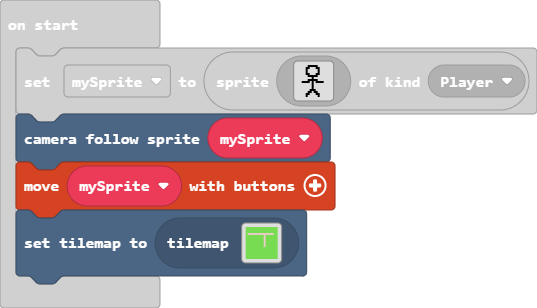 on start
set mySprite to sprite of kind Player
camera follow sprite mySprite
move mySprite with buttons
set tilemap to tilemap